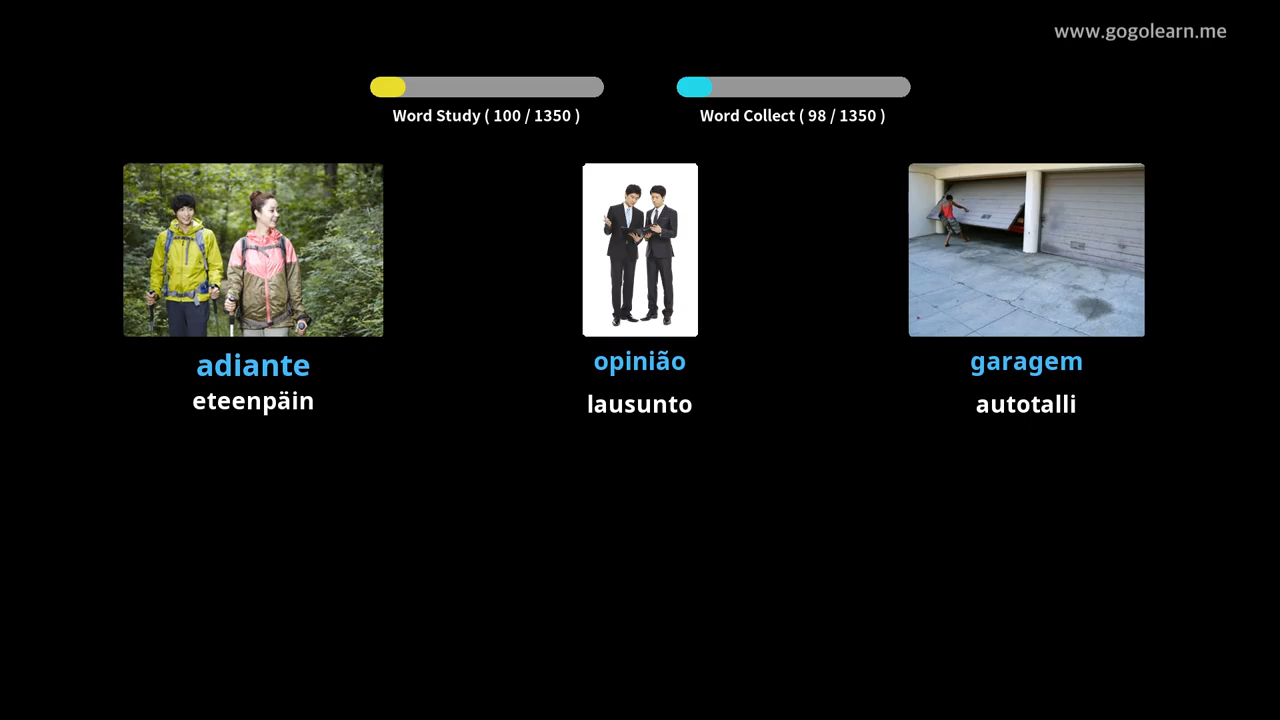 www.gogolearn.me
Word Study ( 100 / 1350 )
Word Collect ( 98 / 1350 )
adiante
eteenpäin
opinião
lausunto
garagem
autotalli